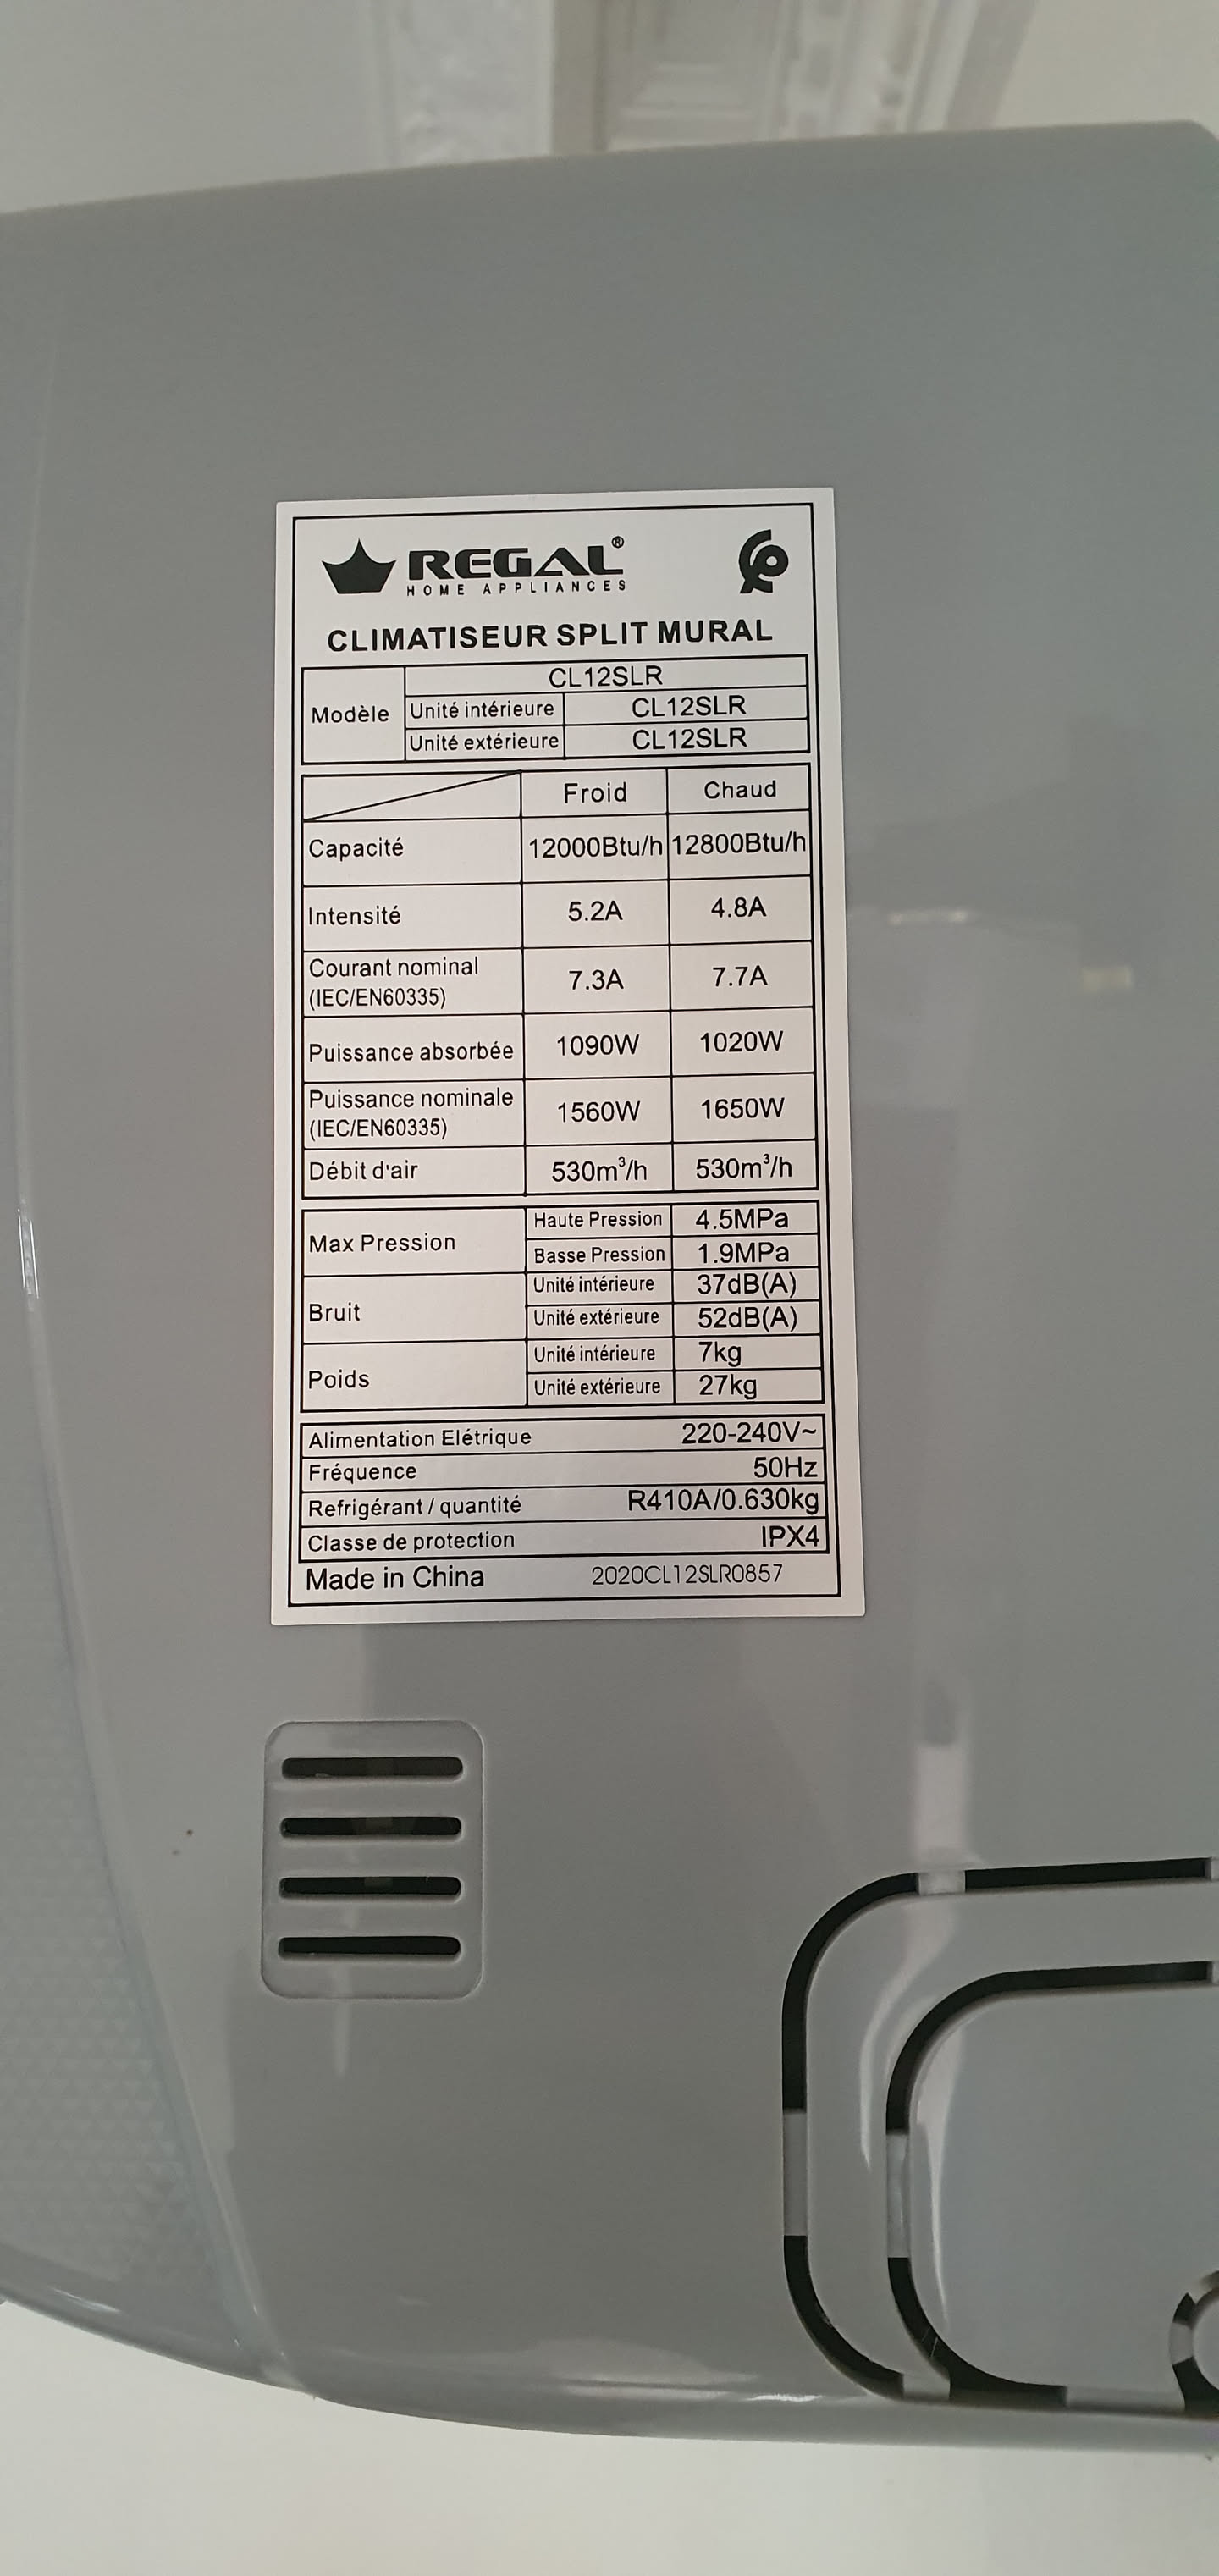 REGAL®
HOME APPLIANCES
CLIMATISEUR SPLIT MURAL
Modèle
CL12SLR
Unité intérieure CL12SLR
Unité extérieure CL12SLR
Froid Chaud
Capacité 12000Btu/h 12800Btu/h
Intensité 5.2A 4.8A
Courant nominal
(IEC/EN60335) 7.3A 7.7A
Puissance absorbée 1090W 1020W
Puissance nominale
(IEC/EN60335) 1560W 1650W
Débit d'air 530m³/h 530m³/h
Max Pression
Haute Pression 4.5MPa
Basse Pression 1.9MPa
Bruit
Unité intérieure 37dB(A)
Unité extérieure 52dB(A)
Poids
Unité intérieure 7kg
Unité extérieure 27kg
Alimentation Elétrique 220-240V~
Fréquence 50Hz
Refrigérant / quantité R410A/0.630kg
Classe de protection IPX4
Made in China 2020CL12SLR0857